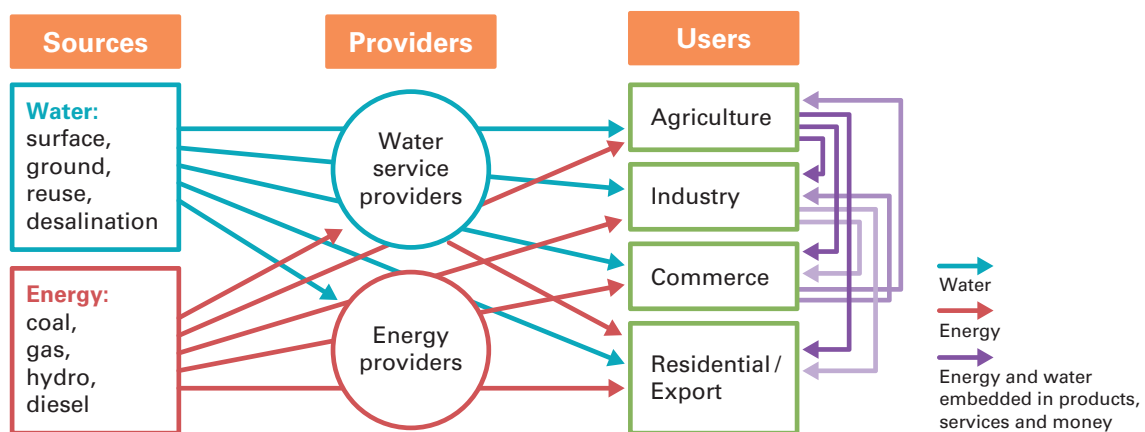 Sources
Providers
Users
Water:
surface,
ground,
reuse,
desalination
Energy:
coal,
gas,
hydro,
diesel
Water
service
providers
Energy
providers
Agriculture
Industry
Commerce
Residential /
Export
Water
Energy
Energy and water
embedded in products,
services and money